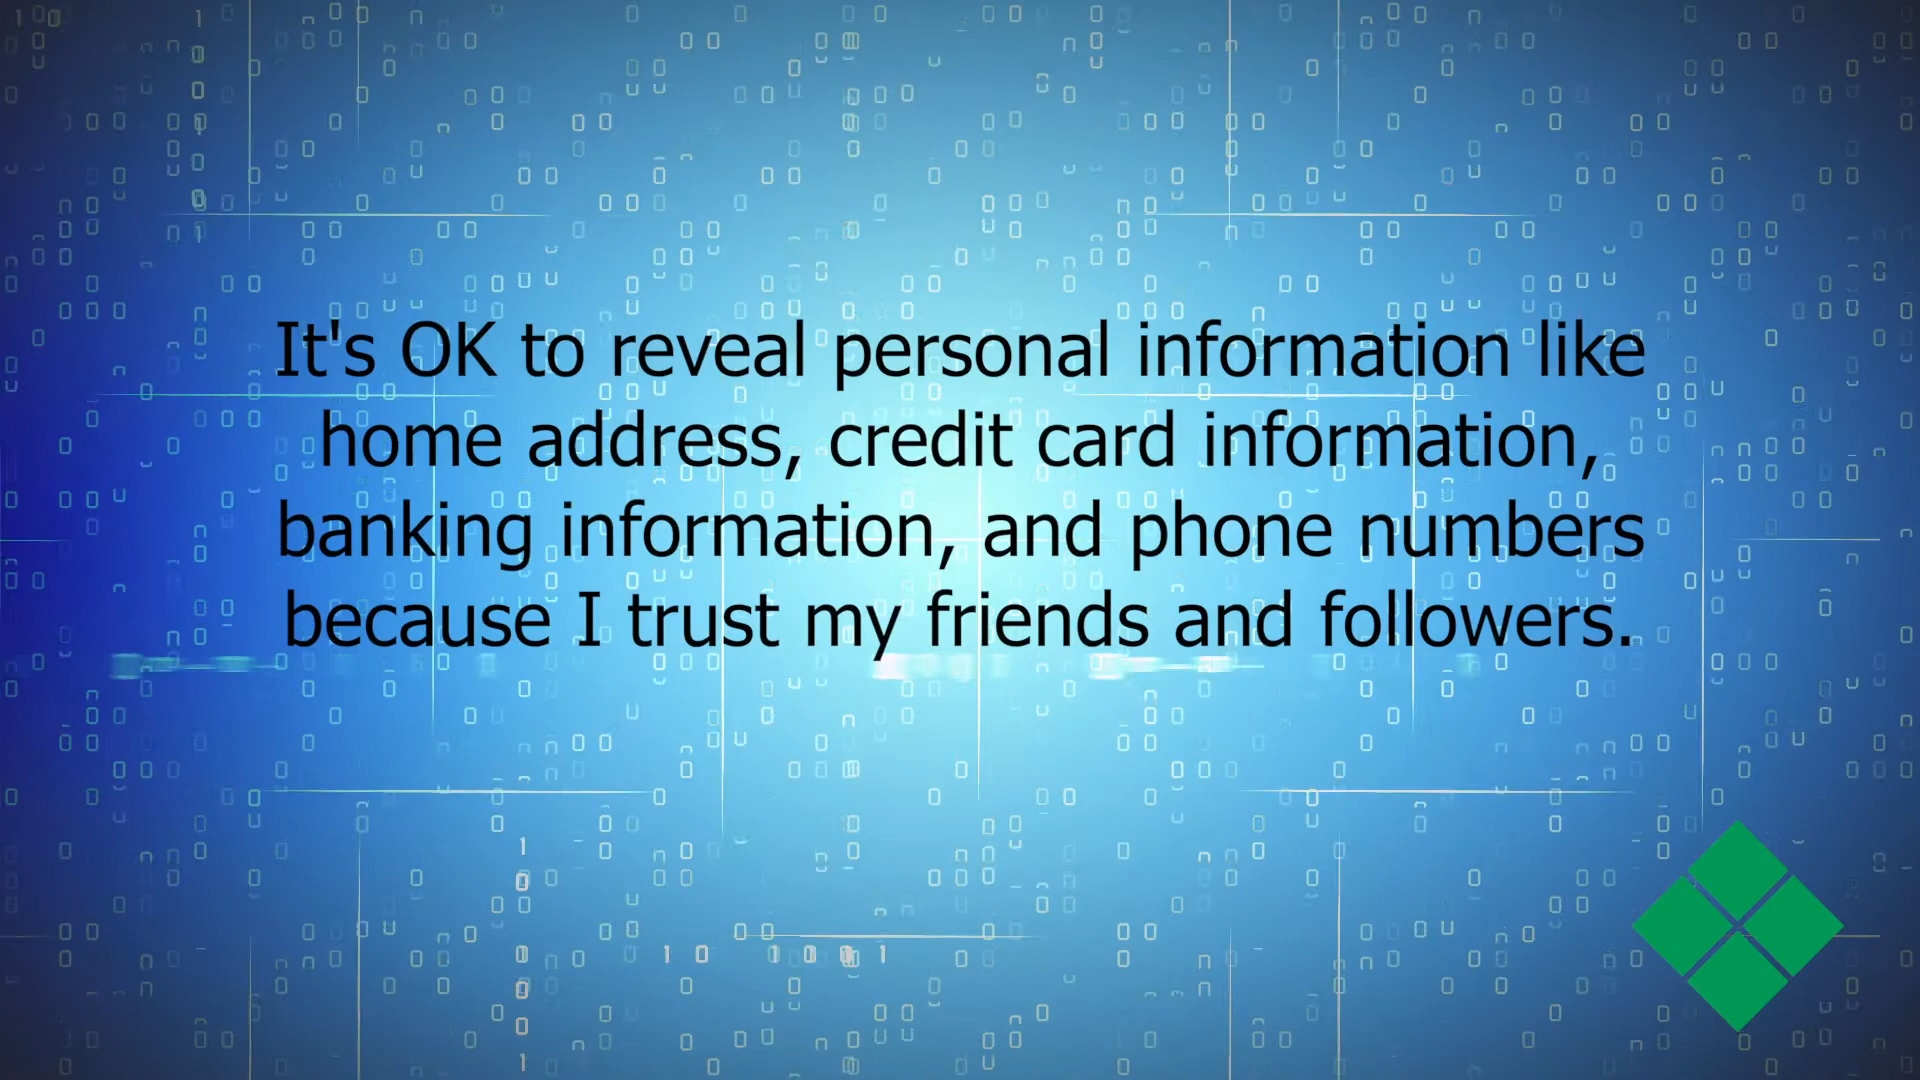 It's OK to reveal personal information like
home address, credit card information,
banking information, and phone numbers
because I trust my friends and followers.